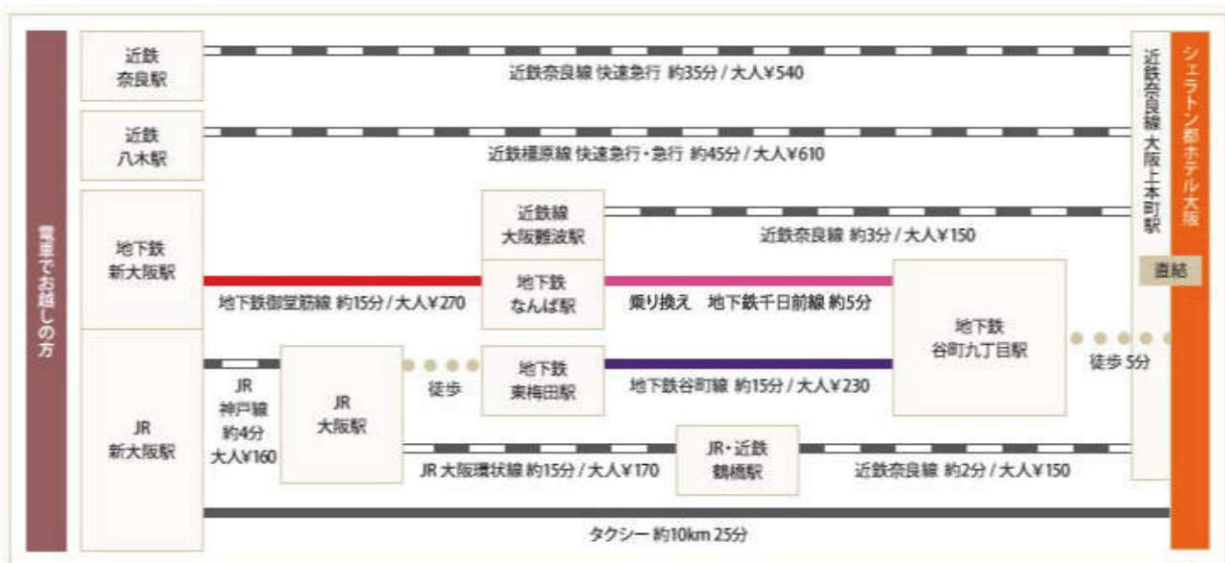 電車でお越しの方
近鉄
奈良駅
近鉄奈良線 快速急行 約35分 / 大人¥540
近鉄
八木駅
近鉄橿原線 快速急行・急行 約45分 / 大人¥610
地下鉄
新大阪駅
地下鉄御堂筋線 約15分 / 大人¥270
近鉄線
大阪難波駅
近鉄奈良線 約3分 / 大人¥150
地下鉄
なんば駅
乗り換え 地下鉄千日前線 約5分
JR
新大阪駅
JR
神戸線
約4分
大人¥160
JR
大阪駅
徒歩
地下鉄
東梅田駅
地下鉄谷町線 約15分 / 大人¥230
地下鉄
谷町九丁目駅
徒歩 5分
JR 大阪環状線 約15分 / 大人¥170
JR・近鉄
鶴橋駅
近鉄奈良線 約2分 / 大人¥150
タクシー 約10km 25分
近鉄奈良線 大阪上本町駅
直結
シェラトン都ホテル大阪